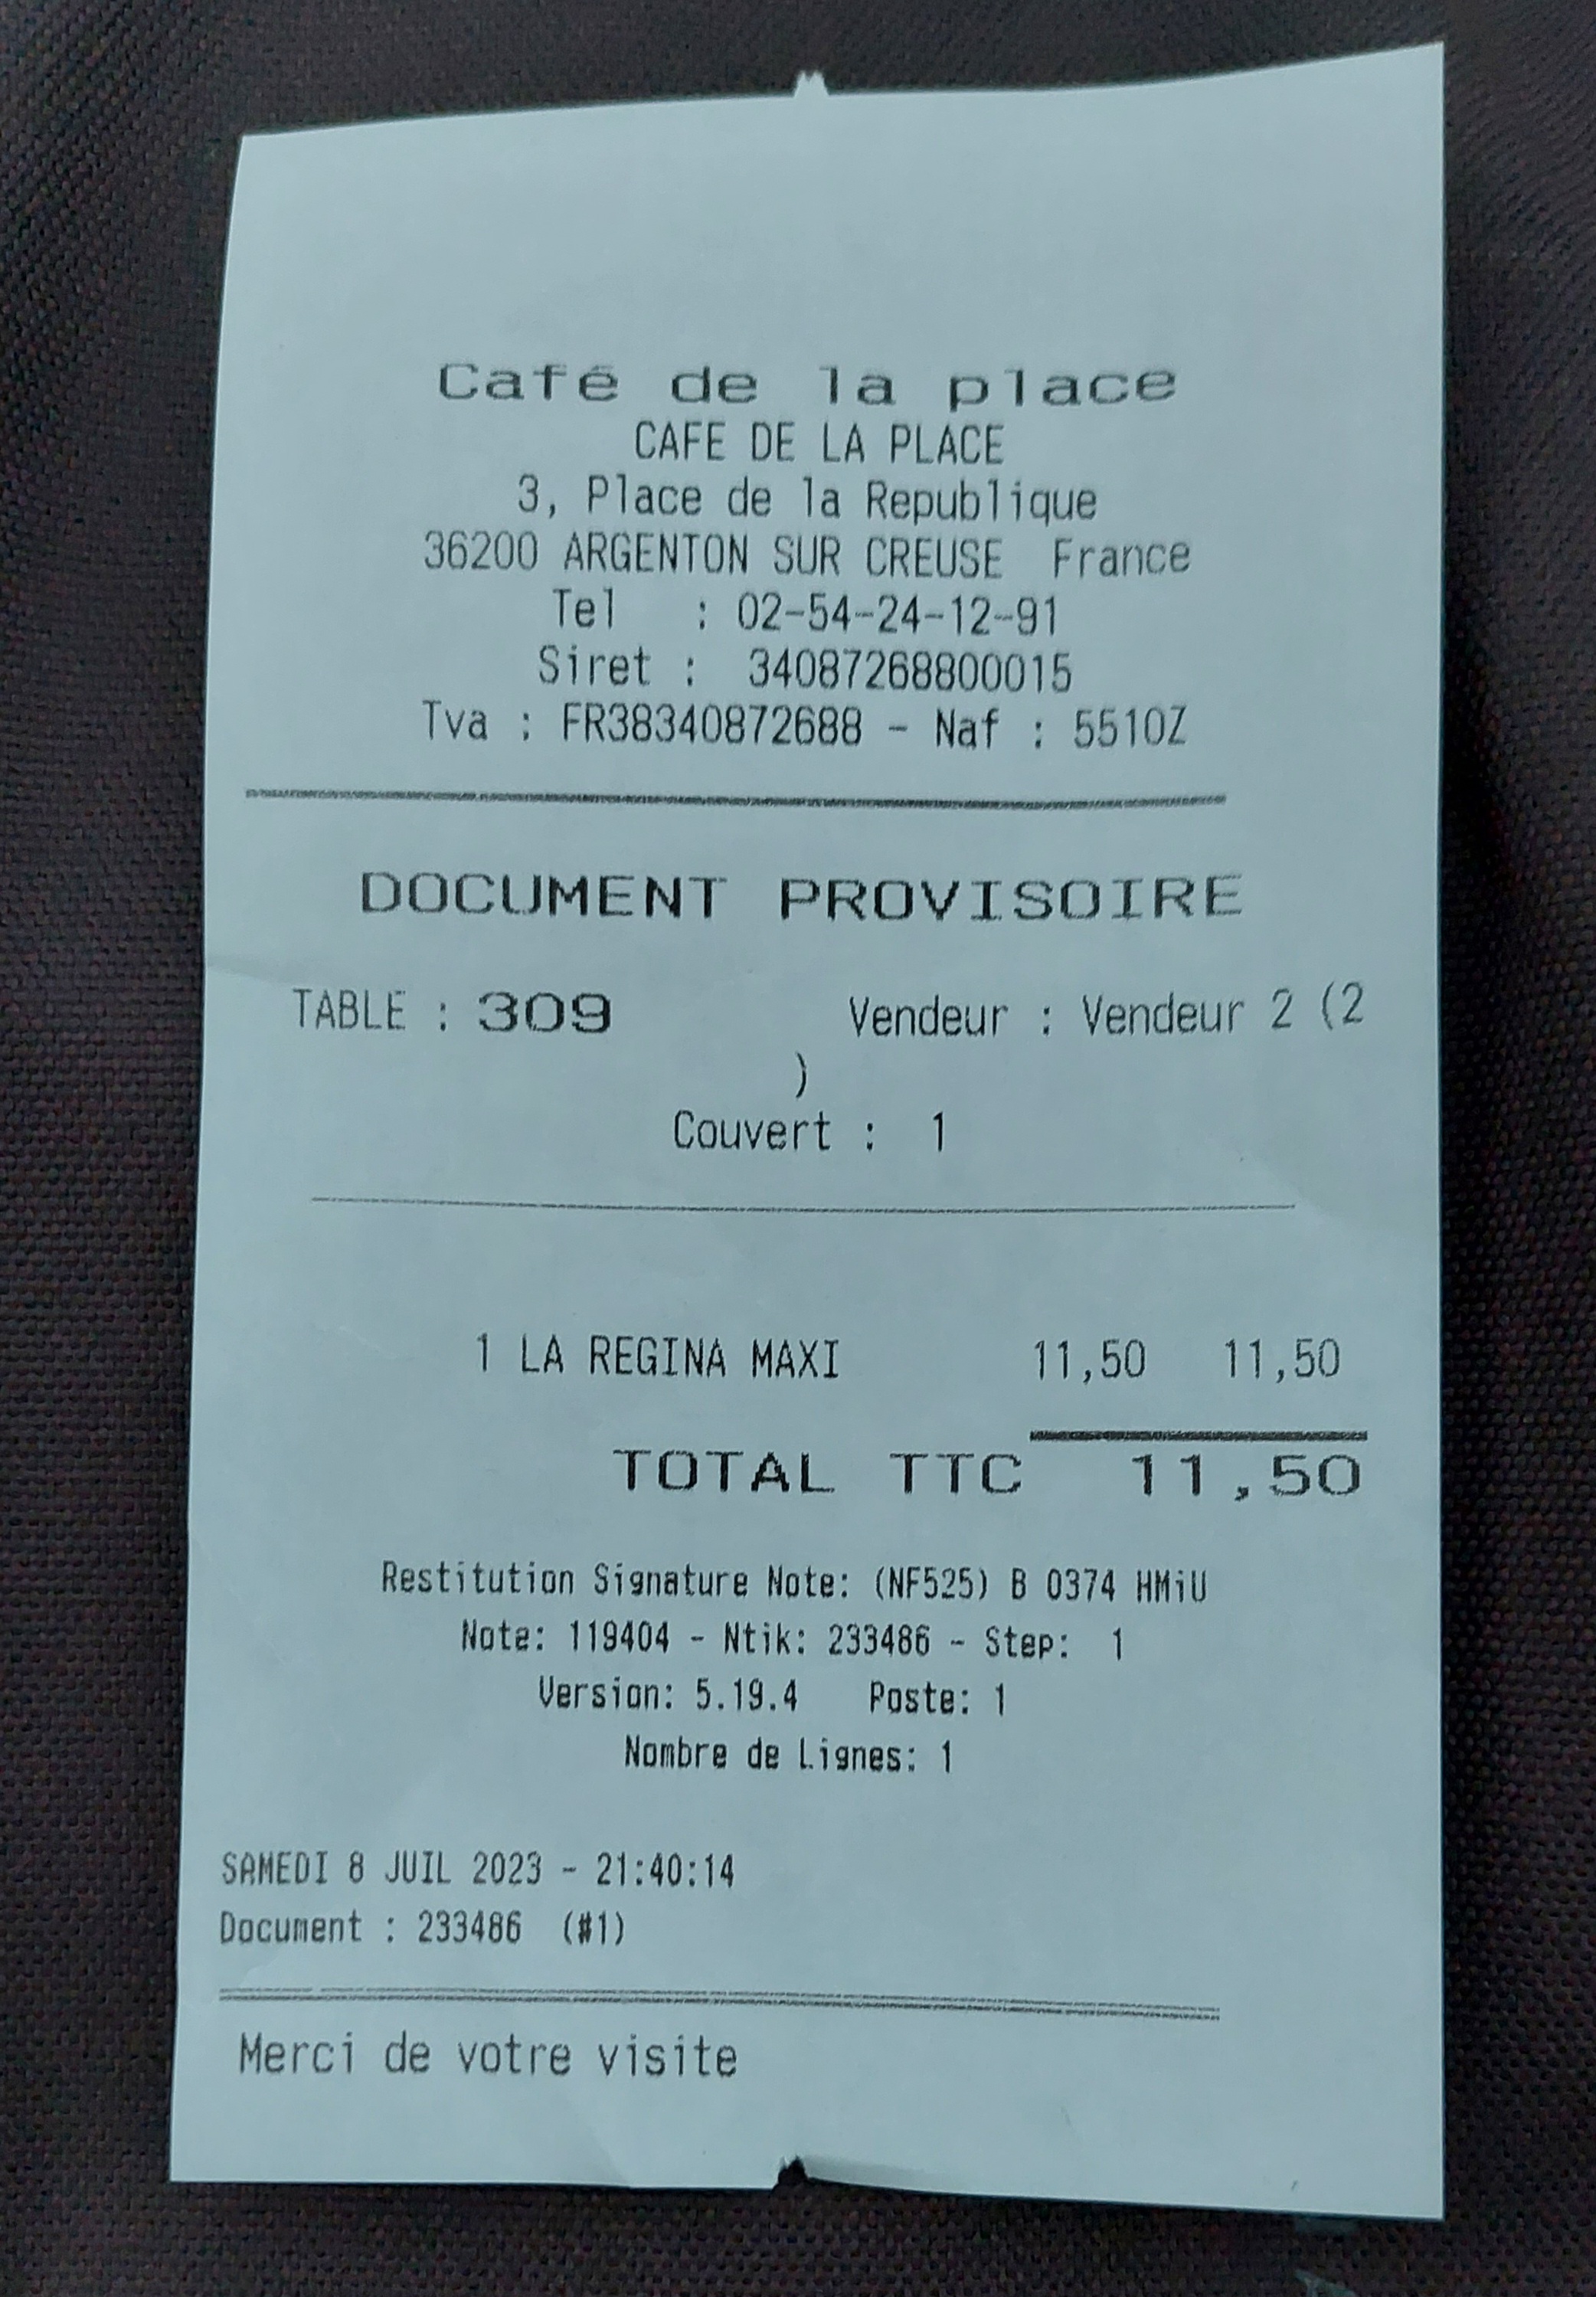 Café de la place
CAFE DE LA PLACE
3, Place de la Republique
36200 ARGENTON SUR CREUSE France
Tel : 02-54-24-12-91
Siret : 34087268800015
Tva : FR38340872688 - Naf : 5510Z
DOCUMENT PROVISOIRE
TABLE : 309 Vendeur : Vendeur 2 (2
)
Couvert : 1
1 LA REGINA MAXI 11,50 11,50
TOTAL TTC 11,50
Restitution Signature Note: (NF525) B 0374 HMiU
Note: 119404 - Ntik: 233486 - Step: 1
Version: 5.19.4 Poste: 1
Nombre de Lignes: 1
SAMEDI 8 JUIL 2023 - 21:40:14
Document : 233486 (#1)
Merci de votre visite